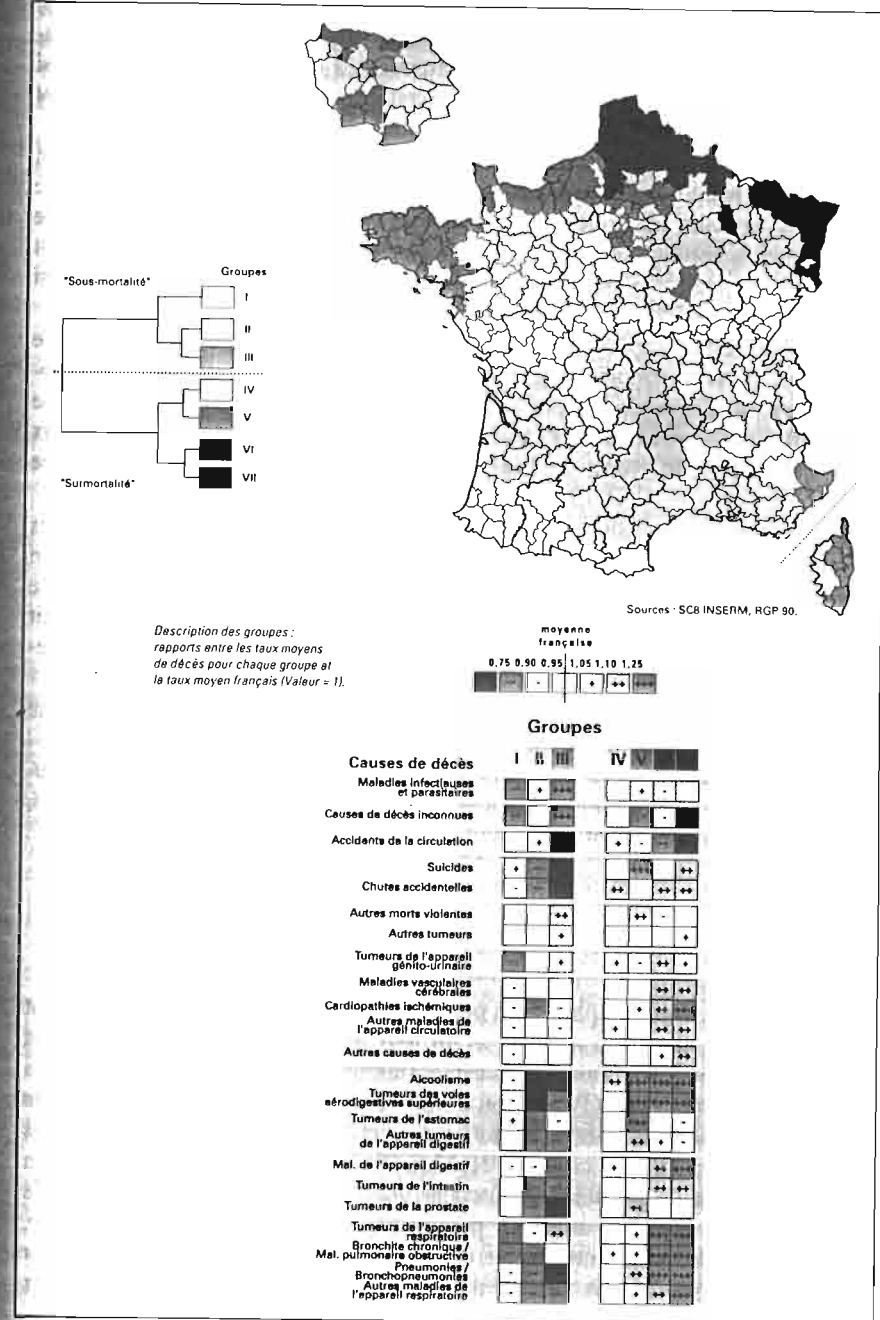 Groupes
"Sous-mortalité"
I
II
III
IV
V
VI
VII
"Surmortalité"
Sources : SC8 INSERM, RGP 90.
Description des groupes :
rapports entre les taux moyens
de décès pour chaque groupe et
le taux moyen français (Valeur = 1).
moyenne
française
0,75 0,90 0,95 1,05 1,10 1,25
Groupes
Causes de décès
I II III IV V
Maladies infectieuses
et parasitaires
Causes de décès inconnues
Accidents de la circulation
Suicides
Chutes accidentelles
Autres morts violentes
Autres tumeurs
Tumeurs de l'appareil
génito-urinaire
Maladies vasculaires
cérébrales
Cardiopathies ischémiques
Autres maladies de
l'appareil circulatoire
Autres causes de décès
Alcoolisme
Tumeurs des voies
aérodigestives supérieures
Tumeurs de l'estomac
Autres tumeurs
de l'appareil digestif
Mal. de l'appareil digestif
Tumeurs de l'intestin
Tumeurs de la prostate
Tumeurs de l'appareil
respiratoire
Bronchite chronique /
Mal. pulmonaire obstructive
Pneumonies /
Bronchopneumonies
Autres maladies de
l'appareil respiratoire